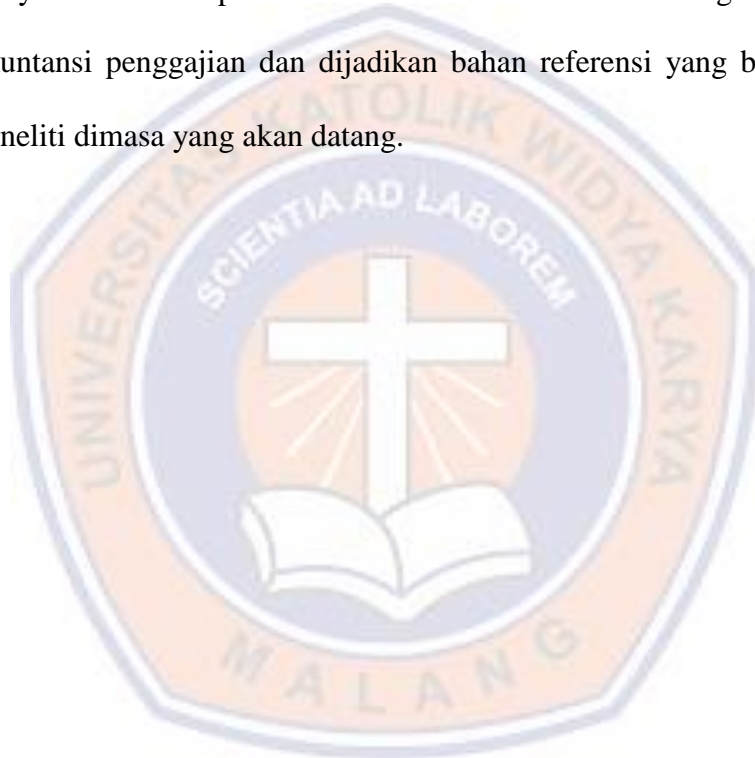 untansi penggajian dan dijadikan bahan referensi yang b
neliti dimasa yang akan datang.
UNIVERSITAS KATOLIK WIDYA KARYA
SCIENTIA AD LABOREM
MALANG